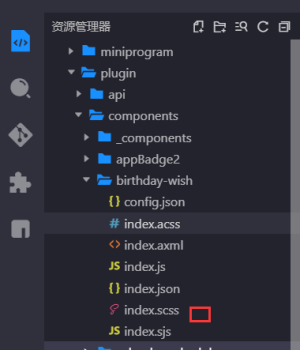 资源管理器
miniprogram
plugin
api
components
_components
appBadge2
birthday-wish
{} config.json
# index.acss
<> index.axml
JS index.js
{} index.json
index.scss
JS index.sjs